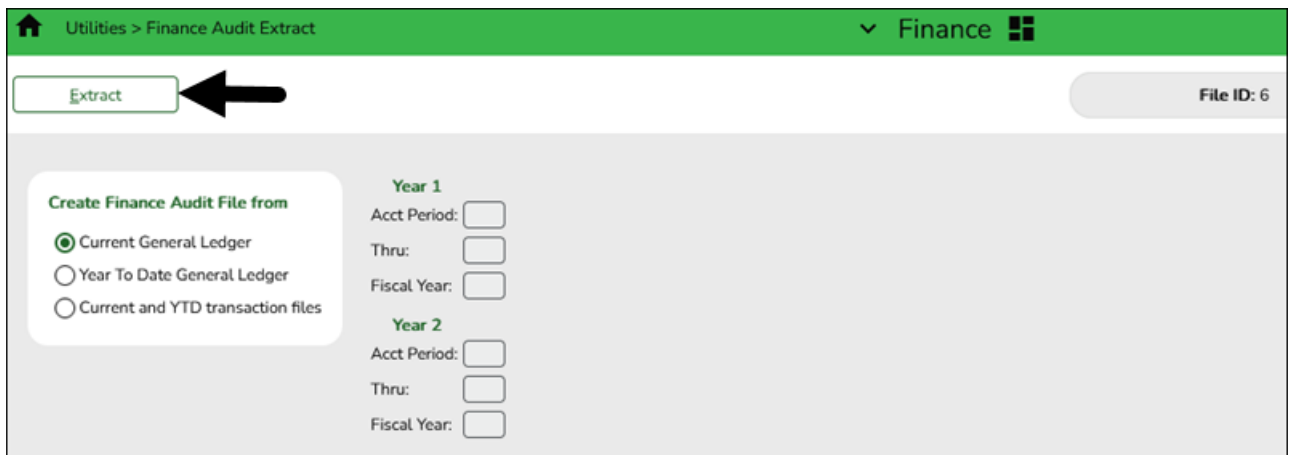 Utilities > Finance Audit Extract
Finance
Extract
File ID: 6
Create Finance Audit File from
Current General Ledger
Year To Date General Ledger
Current and YTD transaction files
Year 1
Acct Period:
Thru:
Fiscal Year:
Year 2
Acct Period:
Thru:
Fiscal Year: